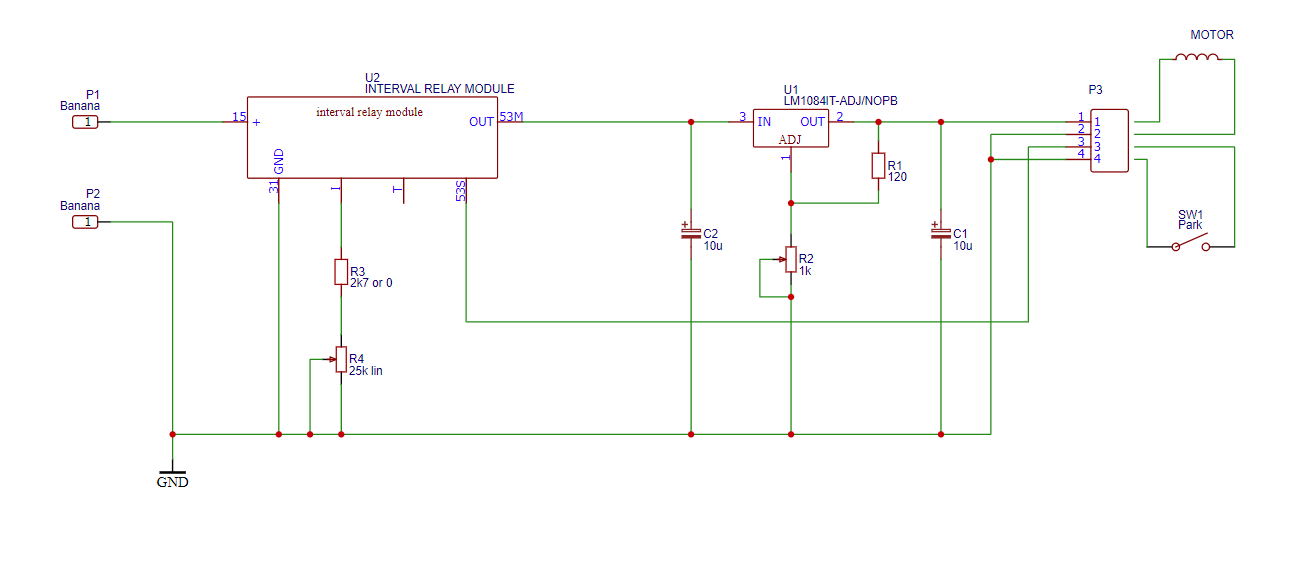 MOTOR
U2
INTERVAL RELAY MODULE
P3
P1
Banana
1
15
+
interval relay module
OUT
53M
U1
LM1084IT-ADJ/NOPB
3
IN
OUT
2
ADJ
1
1
2
3
4
1
2
3
4
GND
31
I
T
53S
R1
120
P2
Banana
1
SW1
Park
C2
10u
C1
10u
R2
1k
R3
2k7 or 0
R4
25k lin
GND